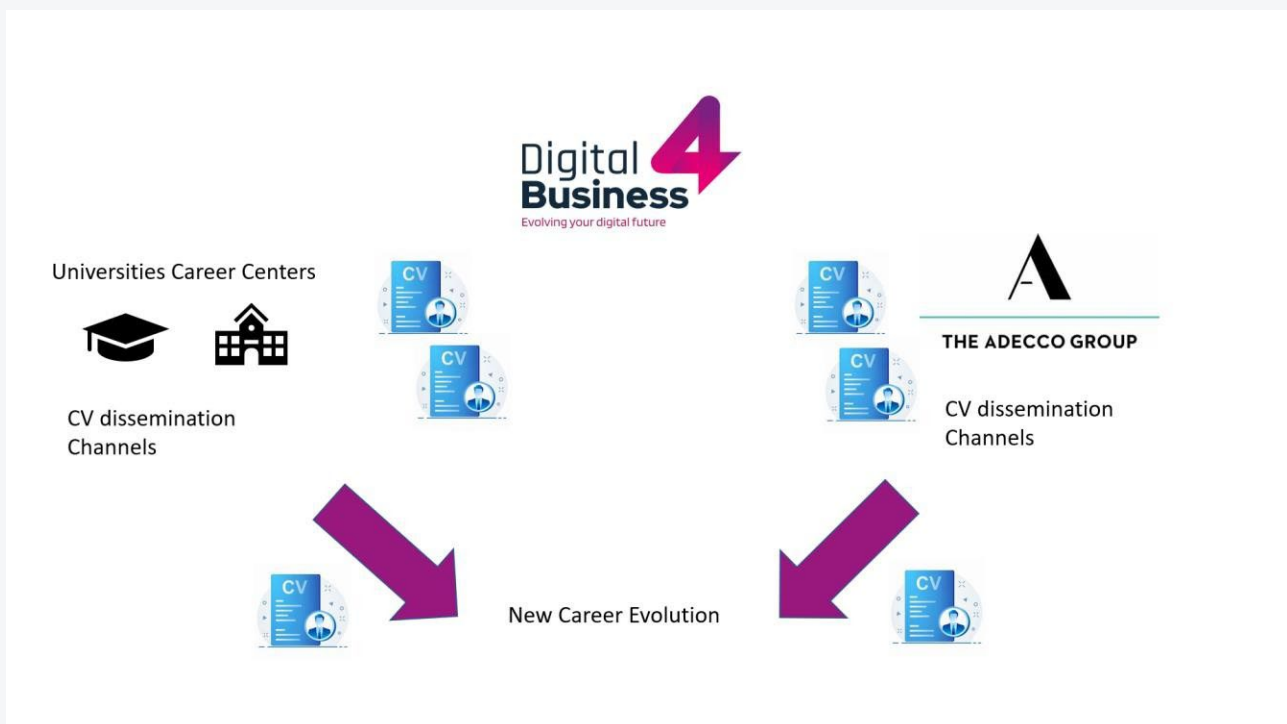 Digital 4
Business
Evolving your digital future
Universities Career Centers
CV
CV
CV dissemination
Channels
CV
CV
A
THE ADECCO GROUP
CV dissemination
Channels
CV
New Career Evolution
CV